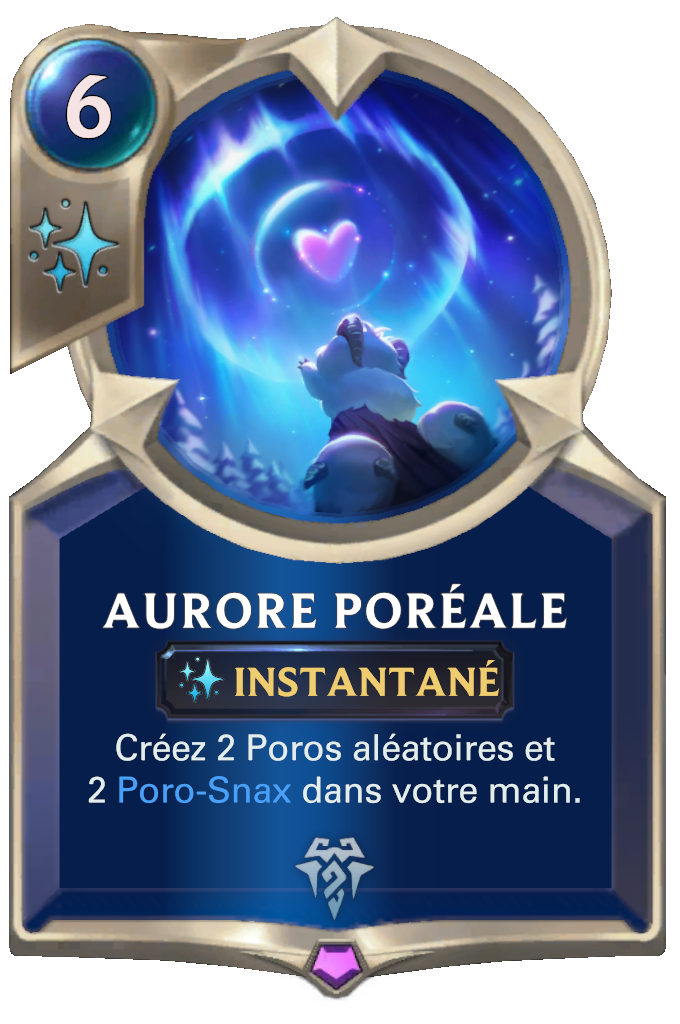 6
AURORE PORÉALE
INSTANTANÉ
Créez 2 Poros aléatoires et
2 Poro-Snax dans votre main.